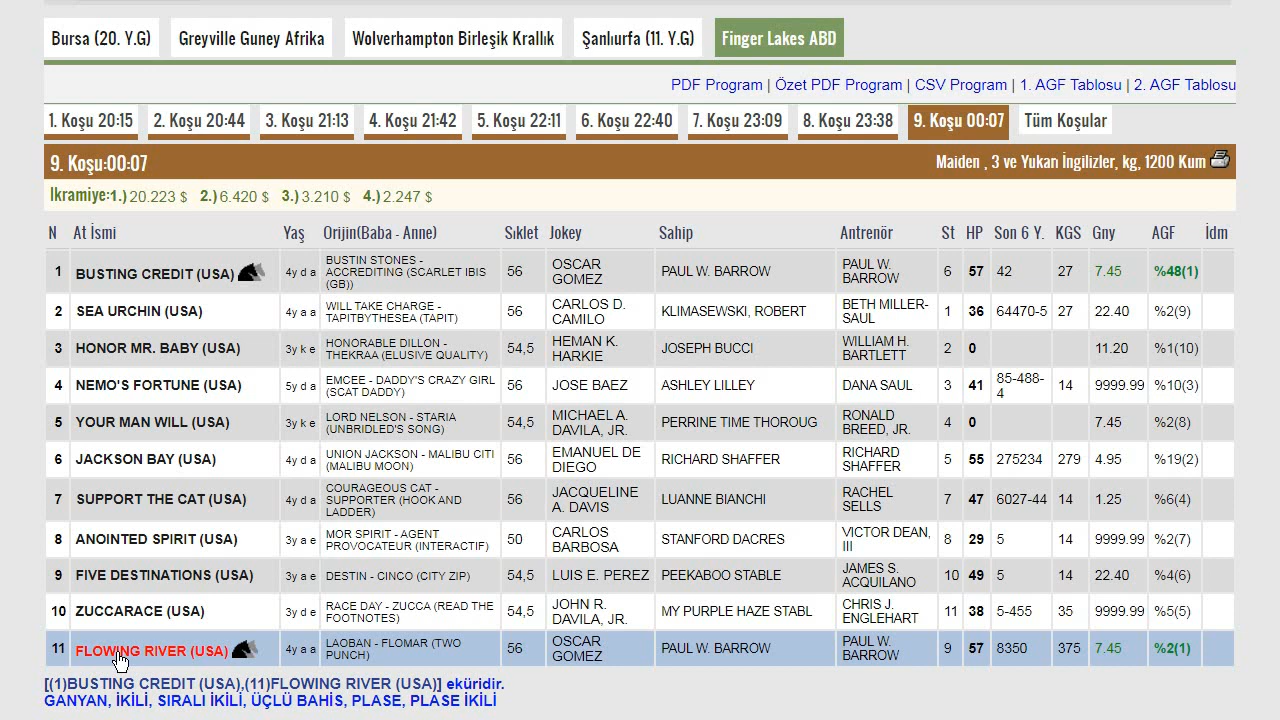 Bursa (20. Y.G) Greyville Guney Afrika Wolverhampton Birleşik Krallık Şanlıurfa (11. Y.G) Finger Lakes ABD
PDF Program | Özet PDF Program | CSV Program | 1. AGF Tablosu | 2. AGF Tablosu
1. Koşu 20:15 2. Koşu 20:44 3. Koşu 21:13 4. Koşu 21:42 5. Koşu 22:11 6. Koşu 22:40 7. Koşu 23:09 8. Koşu 23:38 9. Koşu 00:07 Tüm Koşular
9. Koşu:00:07 Maiden , 3 ve Yukarı İngilizler, kg, 1200 Kum
Ikramiye:1.) 20.223 $ 2.) 6.420 $ 3.) 3.210 $ 4.) 2.247 $
N At İsmi Yaş Orijin(Baba - Anne) Sıklet Jokey Sahip Antrenör St HP Son 6 Y. KGS Gny AGF İdm
1 BUSTING CREDIT (USA) 4y d a BUSTIN STONES - ACCREDITING (SCARLET IBIS (GB)) 56 OSCAR GOMEZ PAUL W. BARROW PAUL W. BARROW 6 57 42 27 7.45 %48(1)
2 SEA URCHIN (USA) 4y a a WILL TAKE CHARGE - TAPITBYTHESEA (TAPIT) 56 CARLOS D. CAMILO KLIMASEWSKI, ROBERT BETH MILLER-SAUL 1 36 64470-5 27 22.40 %2(9)
3 HONOR MR. BABY (USA) 3y k e HONORABLE DILLON - THEKRAA (ELUSIVE QUALITY) 54,5 HEMAN K. HARKIE JOSEPH BUCCI WILLIAM H. BARTLETT 2 0 11.20 %1(10)
4 NEMO'S FORTUNE (USA) 5y d a EMCEE - DADDY'S CRAZY GIRL (SCAT DADDY) 56 JOSE BAEZ ASHLEY LILLEY DANA SAUL 3 41 85-488-4 14 9999.99 %10(3)
5 YOUR MAN WILL (USA) 3y k e LORD NELSON - STARIA (UNBRIDLED'S SONG) 54,5 MICHAEL A. DAVILA, JR. PERRINE TIME THOROUG RONALD BREED, JR. 4 0 7.45 %2(8)
6 JACKSON BAY (USA) 4y d a UNION JACKSON - MALIBU CITI (MALIBU MOON) 56 EMANUEL DE DIEGO RICHARD SHAFFER RICHARD SHAFFER 5 55 275234 279 4.95 %19(2)
7 SUPPORT THE CAT (USA) 4y d a COURAGEOUS CAT - SUPPORTER (HOOK AND LADDER) 56 JACQUELINE A. DAVIS LUANNE BIANCHI RACHEL SELLS 7 47 6027-44 14 1.25 %6(4)
8 ANOINTED SPIRIT (USA) 3y a e MOR SPIRIT - AGENT PROVOCATEUR (INTERACTIF) 50 CARLOS BARBOSA STANFORD DACRES VICTOR DEAN, III 8 29 5 14 9999.99 %2(7)
9 FIVE DESTINATIONS (USA) 3y a e DESTIN - CINCO (CITY ZIP) 54,5 LUIS E. PEREZ PEEKABOO STABLE JAMES S. ACQUILANO 10 49 5 14 22.40 %4(6)
10 ZUCCARACE (USA) 3y d e RACE DAY - ZUCCA (READ THE FOOTNOTES) 54,5 JOHN R. DAVILA, JR. MY PURPLE HAZE STABL CHRIS J. ENGLEHART 11 38 5-455 35 9999.99 %5(5)
11 FLOWING RIVER (USA) 4y a a LAOBAN - FLOMAR (TWO PUNCH) 56 OSCAR GOMEZ PAUL W. BARROW PAUL W. BARROW 9 57 8350 375 7.45 %2(1)
[(1)BUSTING CREDIT (USA),(11)FLOWING RIVER (USA)] eküridir.
GANYAN, İKİLİ, SIRALI İKİLİ, ÜÇLÜ BAHİS, PLASE, PLASE İKİLİ